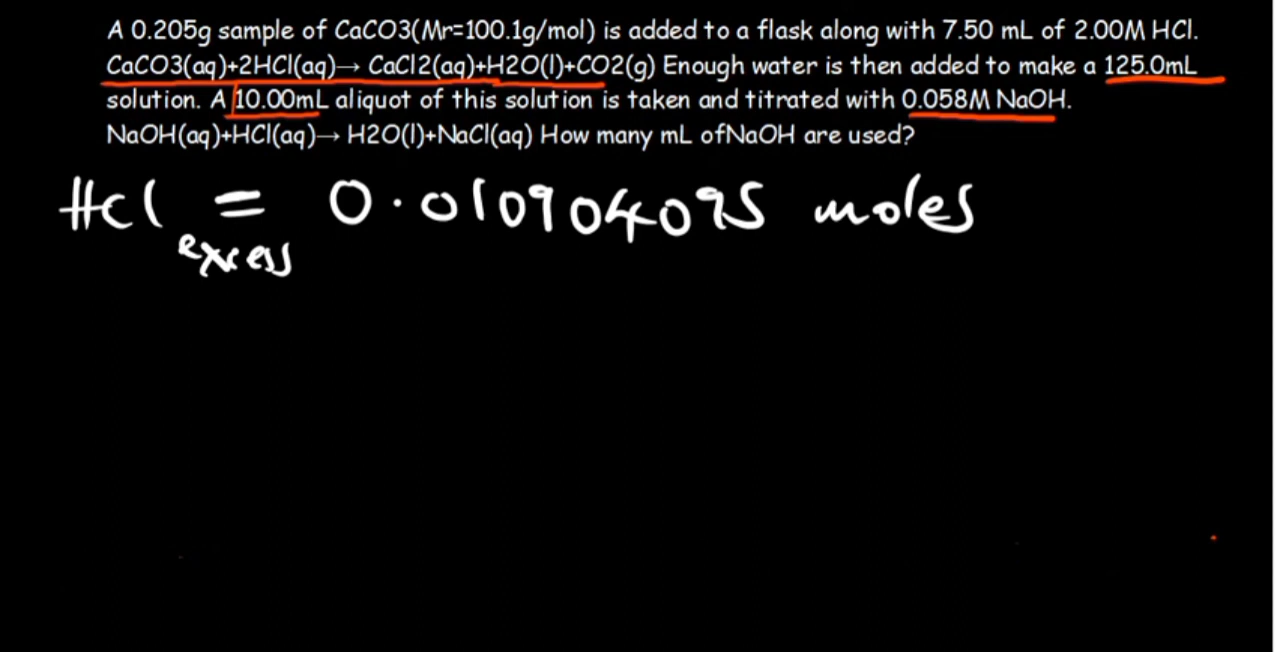 A 0.205g sample of CaCO3(Mr=100.1g/mol) is added to a flask along with 7.50 mL of 2.00M HCl.
CaCO3(aq)+2HCl(aq)→ CaCl2(aq)+H2O(l)+CO2(g) Enough water is then added to make a 125.0mL
solution. A 10.00mL aliquot of this solution is taken and titrated with 0.058M NaOH.
NaOH(aq)+HCl(aq)→ H2O(l)+NaCl(aq) How many mL ofNaOH are used?
HCl = 0.010904095 moles
excess